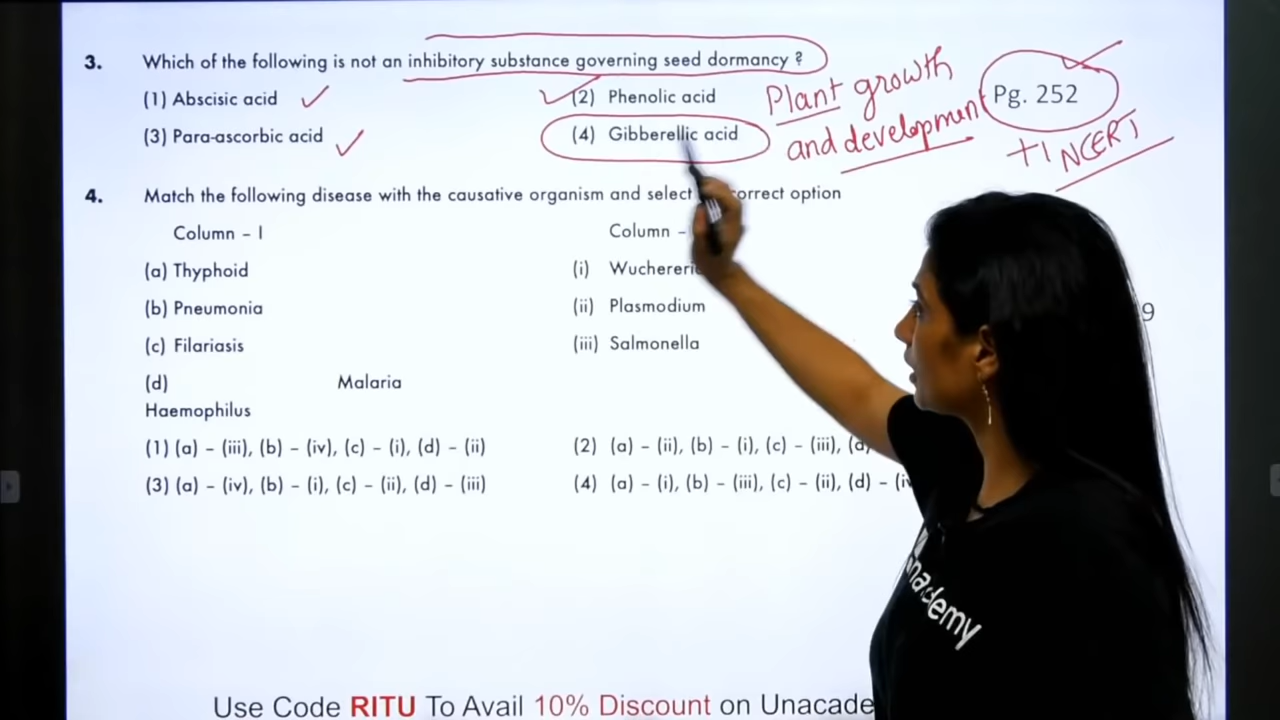 3. Which of the following is not an inhibitory substance governing seed dormancy ?
(1) Abscisic acid (2) Phenolic acid
(3) Para-ascorbic acid (4) Gibberellic acid
Plant growth
and development
Pg. 252
+1 NCERT
4. Match the following disease with the causative organism and select correct option
Column - I Column -
(a) Thyphoid (i)
(b) Pneumonia (ii) Plasmodium
(c) Filariasis (iii) Salmonella
(d) Malaria
9
Haemophilus
(1) (a) - (iii), (b) - (iv), (c) - (i), (d) - (ii) (2) (a) - (ii), (b) - (i), (c) - (iii),
(3) (a) - (iv), (b) - (i), (c) - (ii), (d) - (iii) (4) (a) - (i), (b) - (iii), (c) - (ii), (d) -
unacademy
Use Code RITU To Avail 10% Discount on